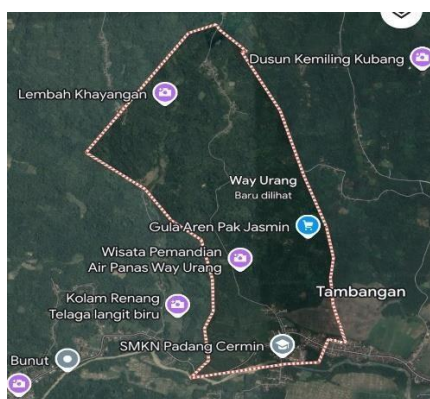 Dusun Kemiling Kubang
Lembah Khayangan
Way Urang
Baru dilihat
Gula Aren Pak Jasmin
Wisata Pemandian
Air Panas Way Urang
Tambangan
Kolam Renang
Telaga langit biru
SMKN Padang Cermin
Bunut